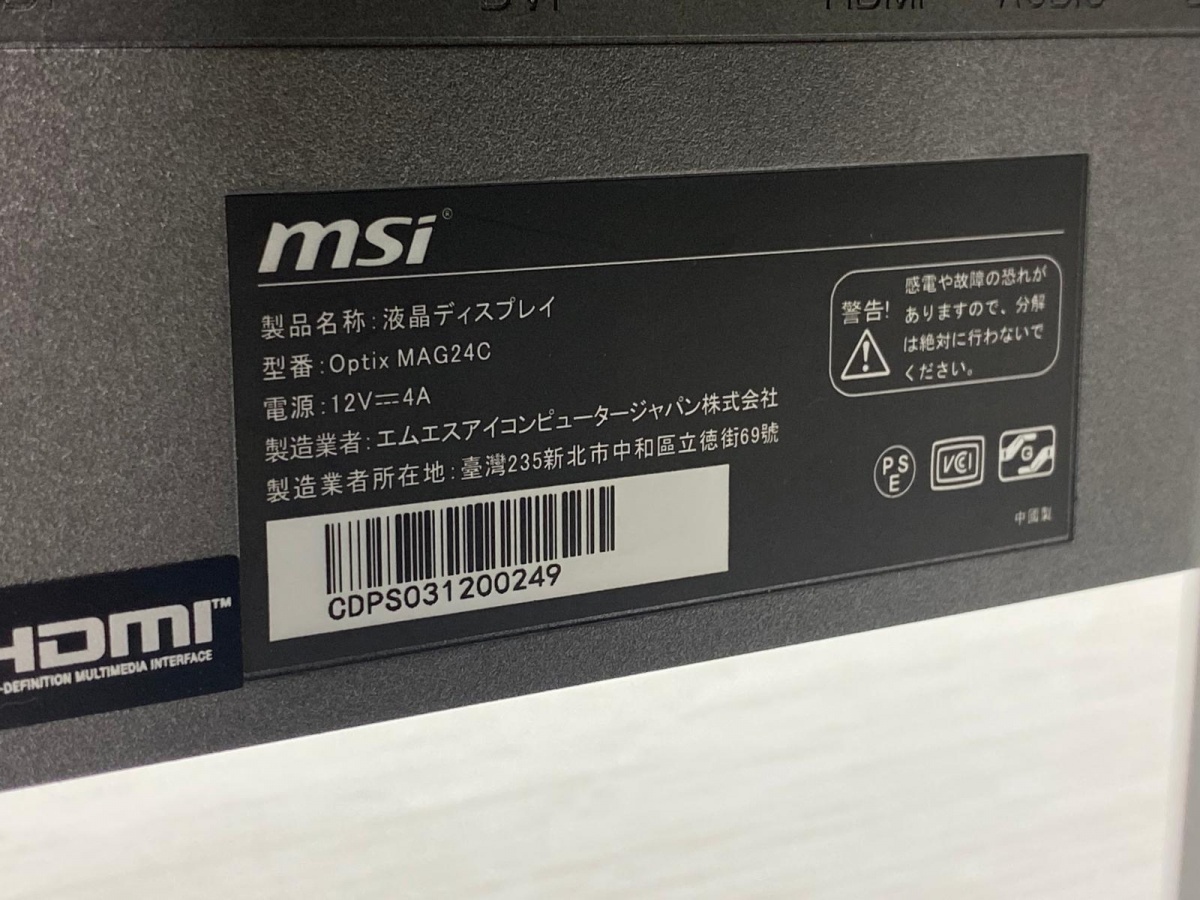 DVI
HDMI
AUDIO
msi®
製品名称:液晶ディスプレイ
型番:Optix MAG24C
電源:12V⎓4A
製造業者:エムエスアイコンピュータージャパン株式会社
製造業者所在地:臺灣235新北市中和區立德街69號
CDPS031200249
警告!
感電や故障の恐れが
ありますので、分解
は絶対に行わないで
ください。
PS
E
VCI
G
中國製
HDMI™
-DEFINITION MULTIMEDIA INTERFACE